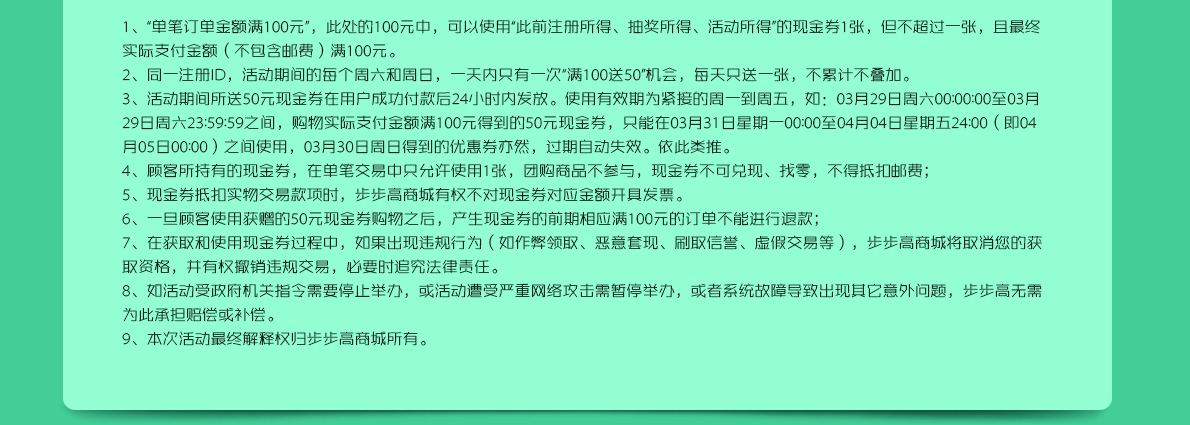 1、“单笔订单金额满100元”，此处的100元中，可以使用“此前注册所得、抽奖所得、活动所得”的现金券1张，但不超过一张，且最终
实际支付金额（不包含邮费）满100元。
2、同一注册ID，活动期间的每个周六和周日，一天内只有一次“满100送50”机会，每天只送一张，不累计不叠加。
3、活动期间所送50元现金券在用户成功付款后24小时内发放。使用有效期为紧接的周一到周五，如：03月29日周六00:00:00至03月
29日周六23:59:59之间，购物实际支付金额满100元得到的50元现金券，只能在03月31日星期一00:00至04月04日星期五24:00（即04
月05日00:00）之间使用，03月30日周日得到的优惠券亦然，过期自动失效。依此类推。
4、顾客所持有的现金券，在单笔交易中只允许使用1张，团购商品不参与，现金券不可兑现、找零，不得抵扣邮费；
5、现金券抵扣实物交易款项时，步步高商城有权不对现金券对应金额开具发票。
6、一旦顾客使用获赠的50元现金券购物之后，产生现金券的前期相应满100元的订单不能进行退款；
7、在获取和使用现金券过程中，如果出现违规行为（如作弊领取、恶意套现、刷取信誉、虚假交易等），步步高商城将取消您的获
取资格，并有权撤销违规交易，必要时追究法律责任。
8、如活动受政府机关指令需要停止举办，或活动遭受严重网络攻击需暂停举办，或者系统故障导致出现其它意外问题，步步高无需
为此承担赔偿或补偿。
9、本次活动最终解释权归步步高商城所有。